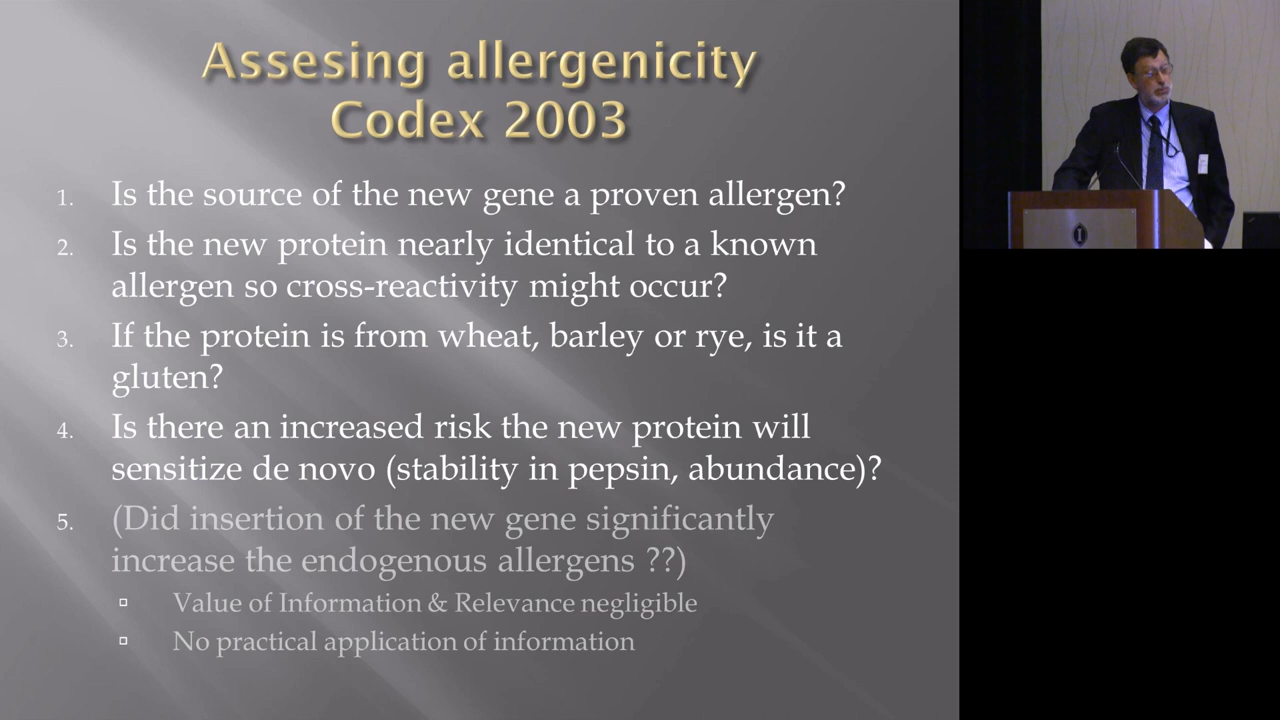 Assesing allergenicity
Codex 2003
1. Is the source of the new gene a proven allergen?
2. Is the new protein nearly identical to a known
allergen so cross-reactivity might occur?
3. If the protein is from wheat, barley or rye, is it a
gluten?
4. Is there an increased risk the new protein will
sensitize de novo (stability in pepsin, abundance)?
5. (Did insertion of the new gene significantly
increase the endogenous allergens ??)
Value of Information & Relevance negligible
No practical application of information